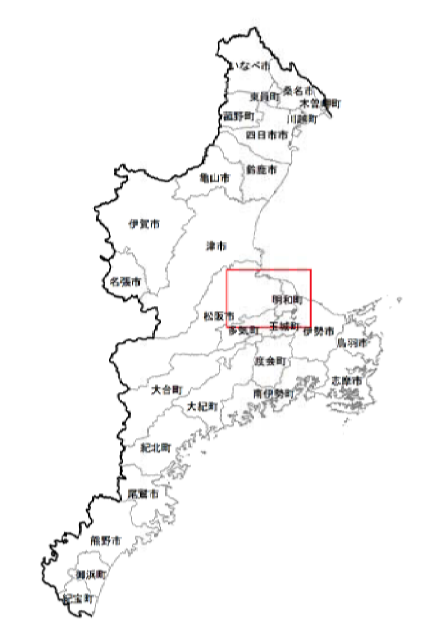 いなべ市
桑名市
東員町
木曽岬町
菰野町
川越町
四日市市
亀山市
鈴鹿市
伊賀市
津市
名張市
明和町
松阪市
多気町
玉城町
伊勢市
鳥羽市
度会町
志摩市
大台町
南伊勢町
大紀町
紀北町
尾鷲市
熊野市
御浜町
紀宝町